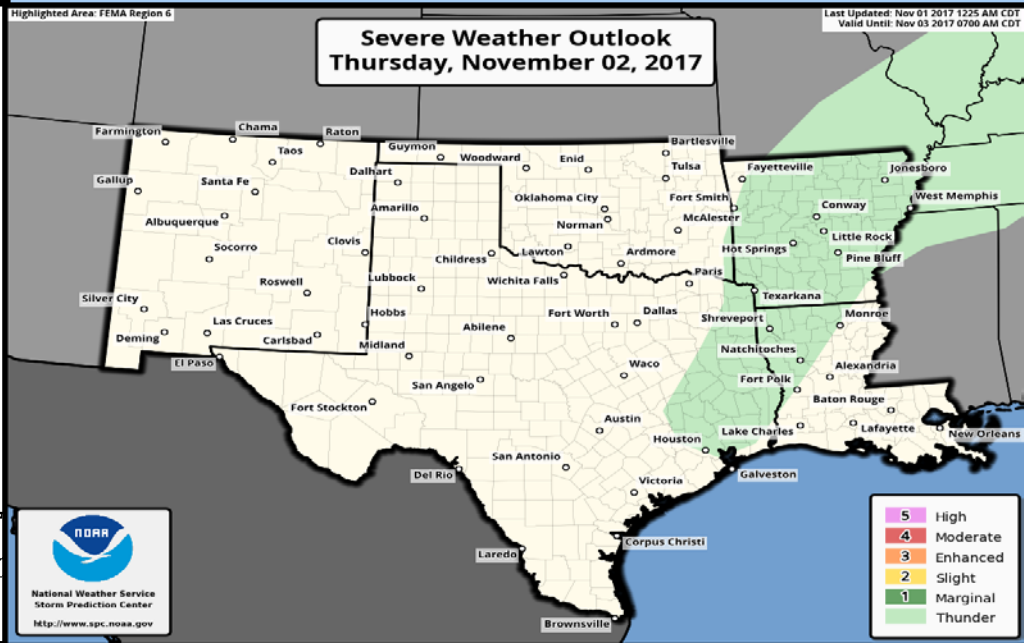 Highlighted Area: FEMA Region 6
Severe Weather Outlook
Thursday, November 02, 2017
Last Updated: Nov 01 2017 1225 AM CDT
Valid Until: Nov 03 2017 0700 AM CDT
Farmington
Chama
Raton
Guymon
Bartlesville
Taos
Woodward
Enid
Tulsa
Fayetteville
Jonesboro
Gallup
Santa Fe
Dalhart
Oklahoma City
Fort Smith
West Memphis
Albuquerque
Amarillo
Norman
McAlester
Conway
Socorro
Clovis
Childress
Lawton
Ardmore
Hot Springs
Little Rock
Pine Bluff
Roswell
Lubbock
Wichita Falls
Paris
Texarkana
Silver City
Las Cruces
Hobbs
Abilene
Fort Worth
Dallas
Shreveport
Monroe
Deming
Carlsbad
Midland
Natchitoches
El Paso
Waco
Alexandria
San Angelo
Fort Polk
Fort Stockton
Austin
Baton Rouge
Houston
Lake Charles
Lafayette
New Orleans
Del Rio
San Antonio
Galveston
Victoria
Laredo
Corpus Christi
Brownsville
NOAA
National Weather Service
Storm Prediction Center
http://www.spc.noaa.gov
5 High
4 Moderate
3 Enhanced
2 Slight
1 Marginal
Thunder